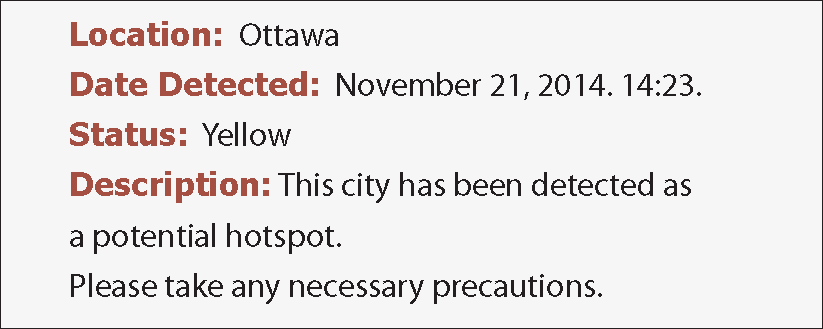 Location: Ottawa
Date Detected: November 21, 2014. 14:23.
Status: Yellow
Description: This city has been detected as
a potential hotspot.
Please take any necessary precautions.